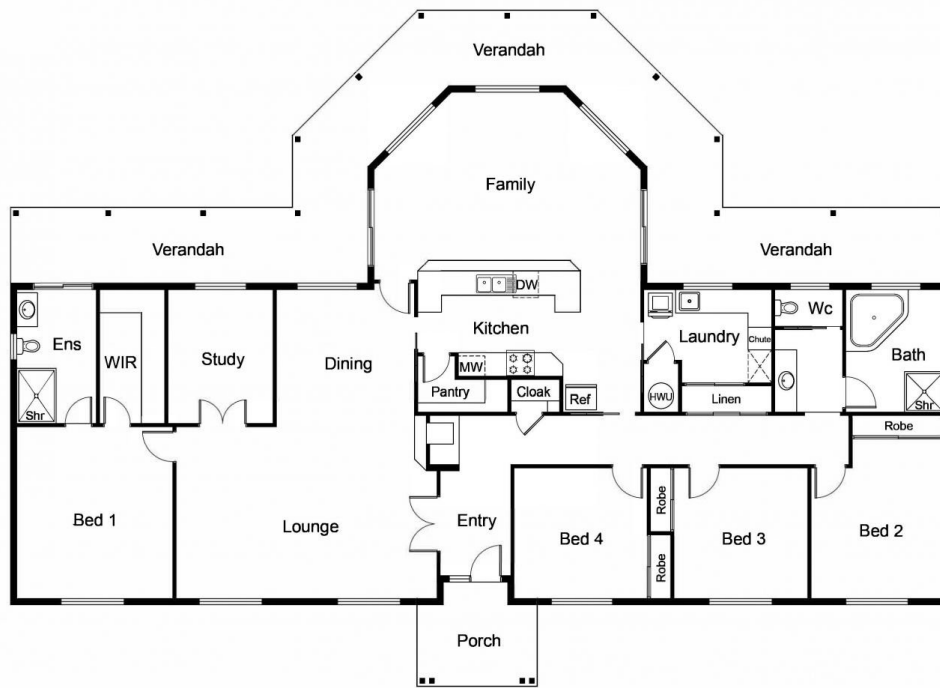 Verandah
Family
Verandah
Verandah
DW
Kitchen
Ens
WIR
Study
Dining
MW
Pantry
Cloak
Ref
Laundry
Chute
HWU
Linen
Wc
Bath
Shr
Shr
Robe
Bed 1
Lounge
Entry
Bed 4
Robe
Robe
Bed 3
Bed 2
Porch